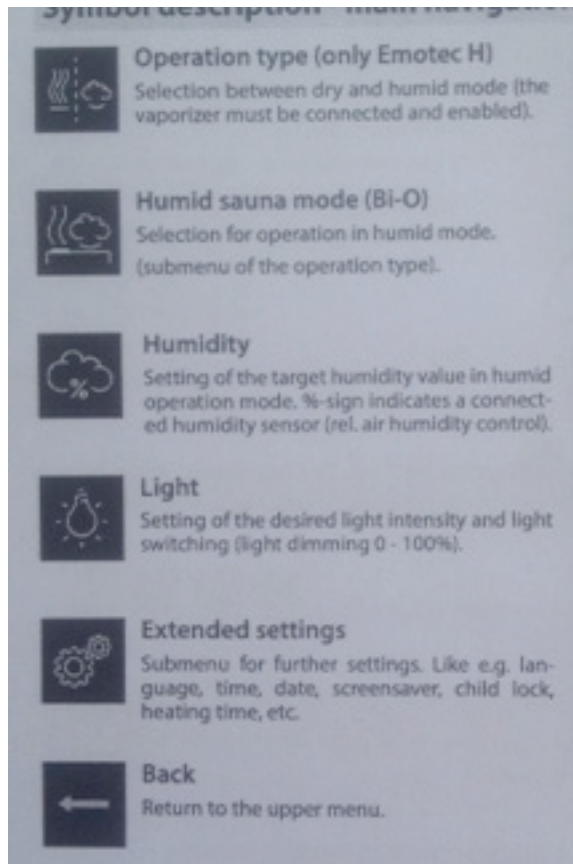 Symbol description - main navigation
Operation type (only Emotec H)
Selection between dry and humid mode (the
vaporizer must be connected and enabled).
Humid sauna mode (Bi-O)
Selection for operation in humid mode.
(submenu of the operation type).
Humidity
Setting of the target humidity value in humid
operation mode. %-sign indicates a connect-
ed humidity sensor (rel. air humidity control).
Light
Setting of the desired light intensity and light
switching (light dimming 0 - 100%).
Extended settings
Submenu for further settings. Like e.g. lan-
guage, time, date, screensaver, child lock,
heating time, etc.
Back
Return to the upper menu.